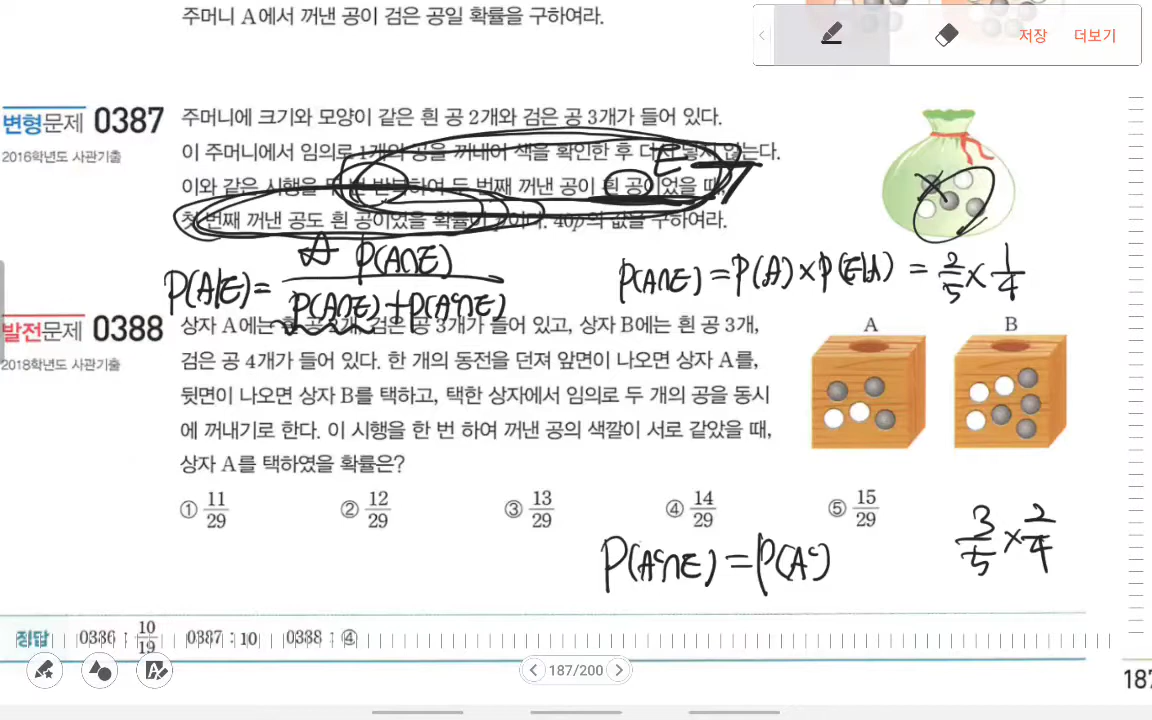 주머니 A에서 꺼낸 공이 검은 공일 확률을 구하여라.
저장 더보기
변형문제 0387
2016학년도 사관기출
주머니에 크기와 모양이 같은 흰 공 2개와 검은 공 3개가 들어 있다.
이 주머니에서 임의로 1개의 공을 꺼내어 색을 확인한 후 다시 넣지 않는다.
이와 같은 시행을 두 번 반복하여 두 번째 꺼낸 공이 흰 공이었을 때,
첫 번째 꺼낸 공도 흰 공이었을 확률이 p이다. 40p의 값을 구하여라.
E
A
P(A|E)= P(A∩E) / P(A∩E)+P(Aᶜ∩E)
P(A∩E)=P(A)×P(E|A) = 2/5 × 1/4
발전문제 0388
2018학년도 사관기출
상자 A에는 흰 공 2개, 검은 공 3개가 들어 있고, 상자 B에는 흰 공 3개,
검은 공 4개가 들어 있다. 한 개의 동전을 던져 앞면이 나오면 상자 A를,
뒷면이 나오면 상자 B를 택하고, 택한 상자에서 임의로 두 개의 공을 동시
에 꺼내기로 한다. 이 시행을 한 번 하여 꺼낸 공의 색깔이 서로 같았을 때,
상자 A를 택하였을 확률은?
A B
① 11/29 ② 12/29 ③ 13/29 ④ 14/29 ⑤ 15/29
P(Aᶜ∩E)=P(Aᶜ)
3/5 × 2/4
정답 0386 : 10/19 0387 : 10 0388 : ④
187/200
187